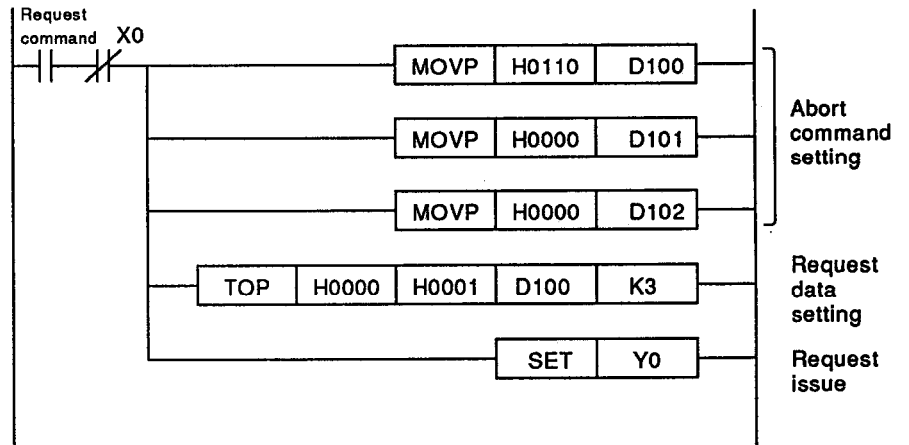 Request
command
X0
MOVP H0110 D100
MOVP H0000 D101
MOVP H0000 D102
Abort
command
setting
TOP H0000 H0001 D100 K3
Request
data
setting
SET Y0
Request
issue